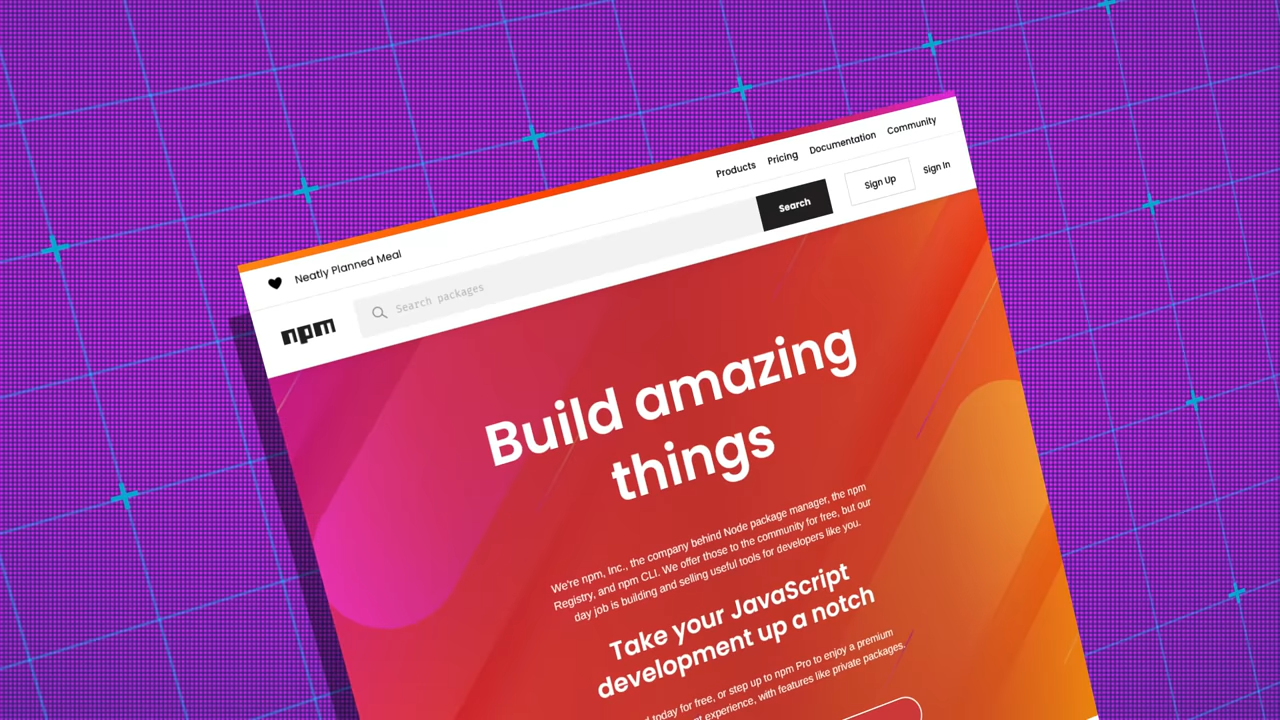 Products Pricing Documentation Community
Neatly Planned Meal
npm
Search packages
Search
Sign Up
Sign In
Build amazing
things
We're npm, Inc., the company behind Node package manager, the npm
Registry, and npm CLI. We offer those to the community for free, but our
day job is building and selling useful tools for developers like you.
Take your JavaScript
development up a notch
today for free, or step up to npm Pro to enjoy a premium
experience, with features like private packages.